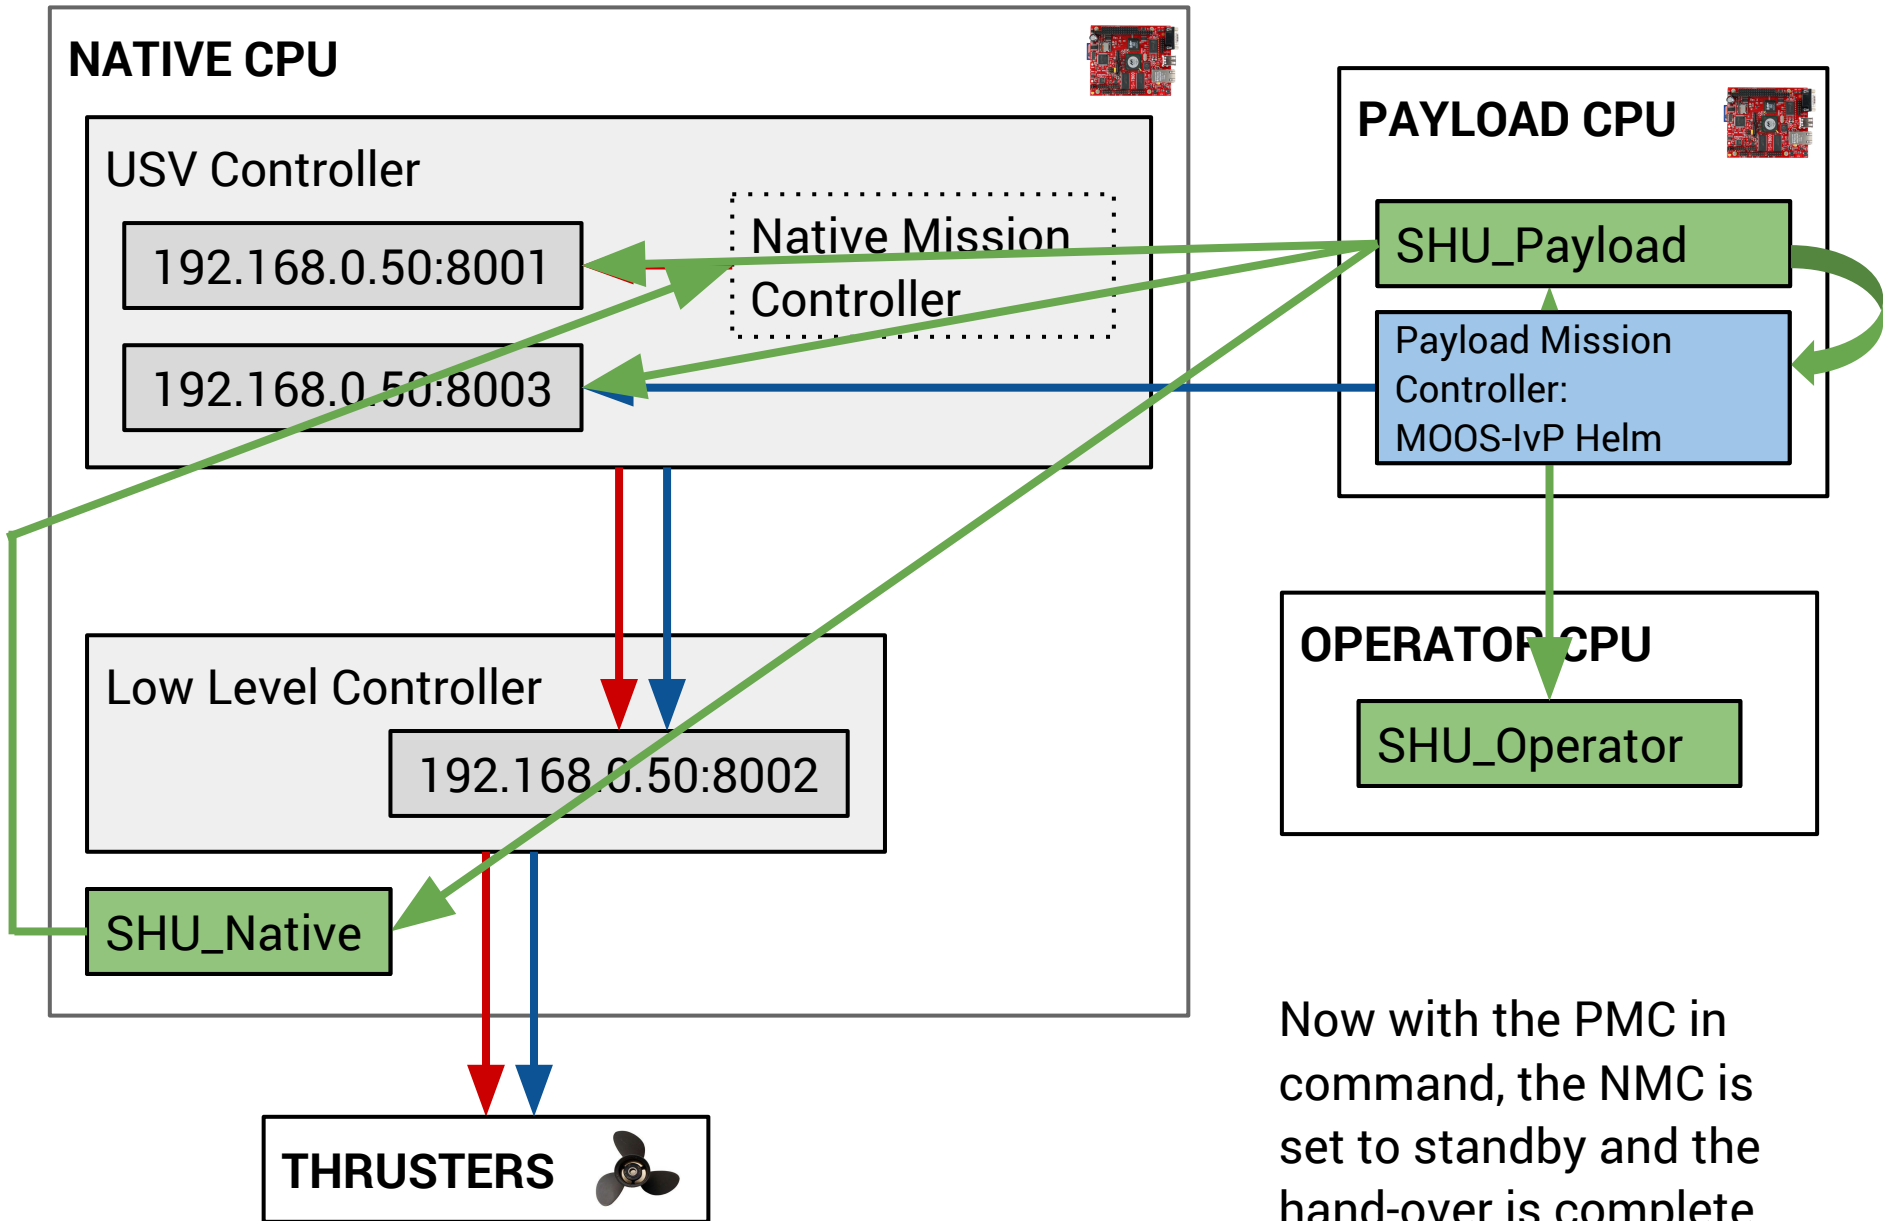 NATIVE CPU
USV Controller
192.168.0.50:8001
192.168.0.50:8003
Native Mission
Controller
Low Level Controller
192.168.0.50:8002
SHU_Native
THRUSTERS
PAYLOAD CPU
SHU_Payload
Payload Mission
Controller:
MOOS-IvP Helm
OPERATOR CPU
SHU_Operator
Now with the PMC in
command, the NMC is
set to standby and the
hand-over is complete